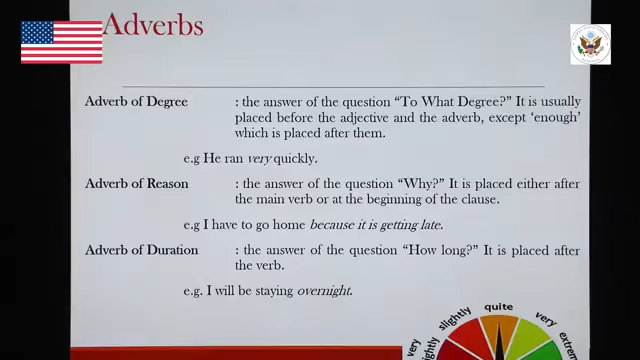 Adverbs
Adverb of Degree : the answer of the question “To What Degree?” It is usually
placed before the adjective and the adverb, except ‘enough’
which is placed after them.
e.g He ran very quickly.
Adverb of Reason : the answer of the question “Why?” It is placed either after
the main verb or at the beginning of the clause.
e.g I have to go home because it is getting late.
Adverb of Duration : the answer of the question “How long?” It is placed after
the verb.
e.g. I will be staying overnight.
very
slightly
quite
very